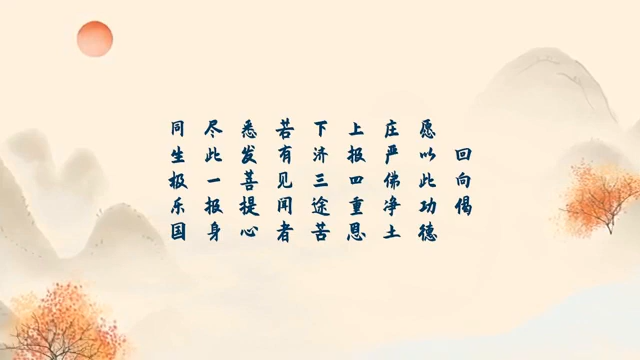 回向偈
愿以此功德
庄严佛净土
上报四重恩
下济三途苦
若有见闻者
悉发菩提心
尽此一报身
同生极乐国